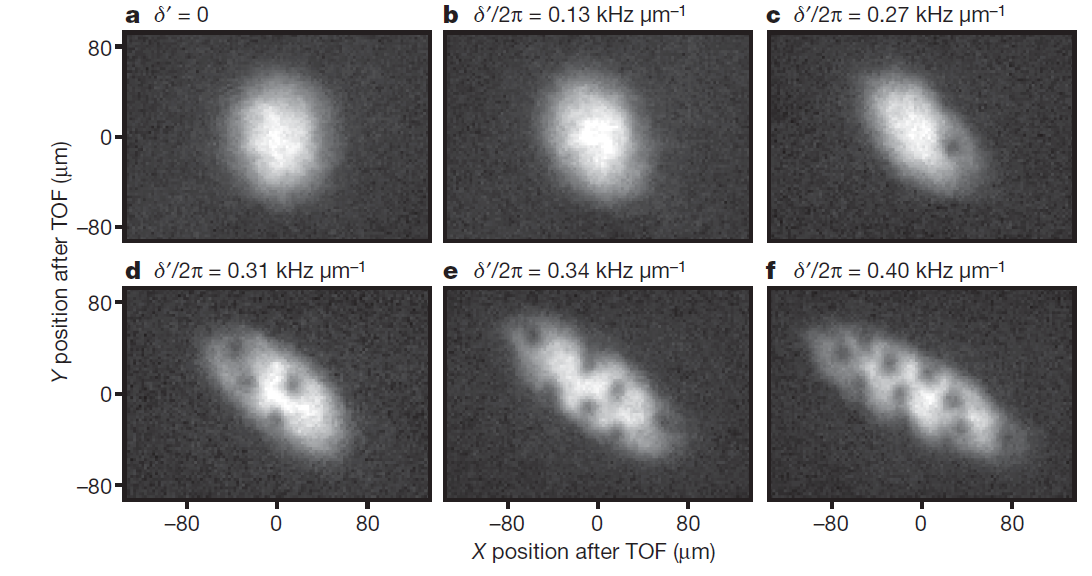 a δ′ = 0
b δ′/2π = 0.13 kHz µm⁻¹
c δ′/2π = 0.27 kHz µm⁻¹
80
0
−80
d δ′/2π = 0.31 kHz µm⁻¹
e δ′/2π = 0.34 kHz µm⁻¹
f δ′/2π = 0.40 kHz µm⁻¹
80
0
−80
Y position after TOF (µm)
−80 0 80
−80 0 80
−80 0 80
X position after TOF (µm)